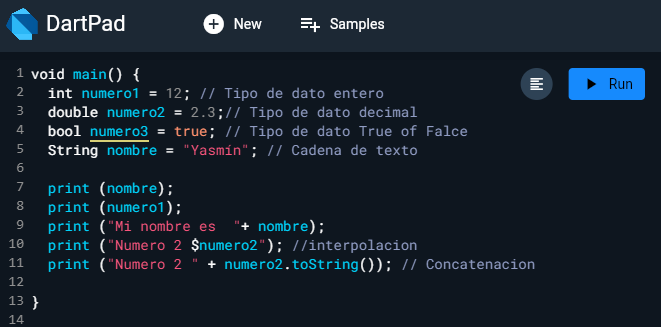 DartPad
New
Samples
Run
1 void main() {
2 int numero1 = 12; // Tipo de dato entero
3 double numero2 = 2.3;// Tipo de dato decimal
4 bool numero3 = true; // Tipo de dato True of Falce
5 String nombre = "Yasmín"; // Cadena de texto
6
7 print (nombre);
8 print (numero1);
9 print ("Mi nombre es  "+ nombre);
10 print ("Numero 2 $numero2"); //interpolacion
11 print ("Numero 2 " + numero2.toString()); // Concatenacion
12
13 }
14